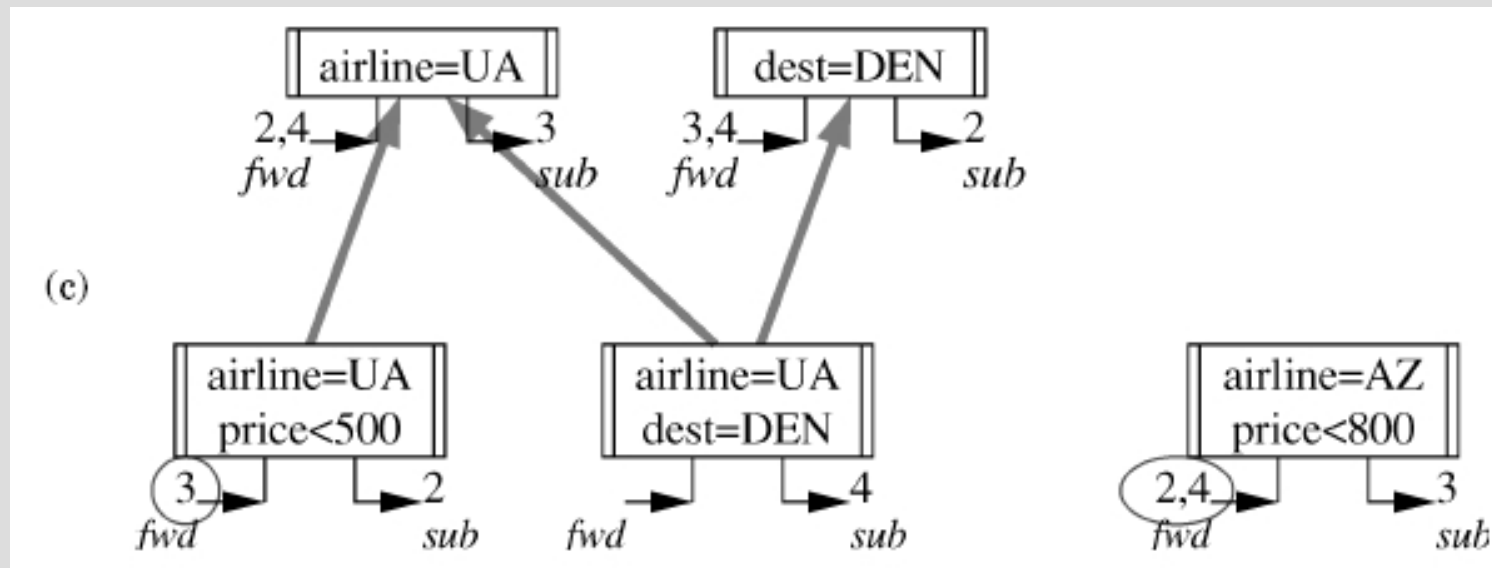 airline=UA
dest=DEN
2,4
fwd
3
sub
3,4
fwd
2
sub
(c)
airline=UA
price<500
airline=UA
dest=DEN
airline=AZ
price<800
3
fwd
2
sub
fwd
4
sub
2,4
fwd
3
sub